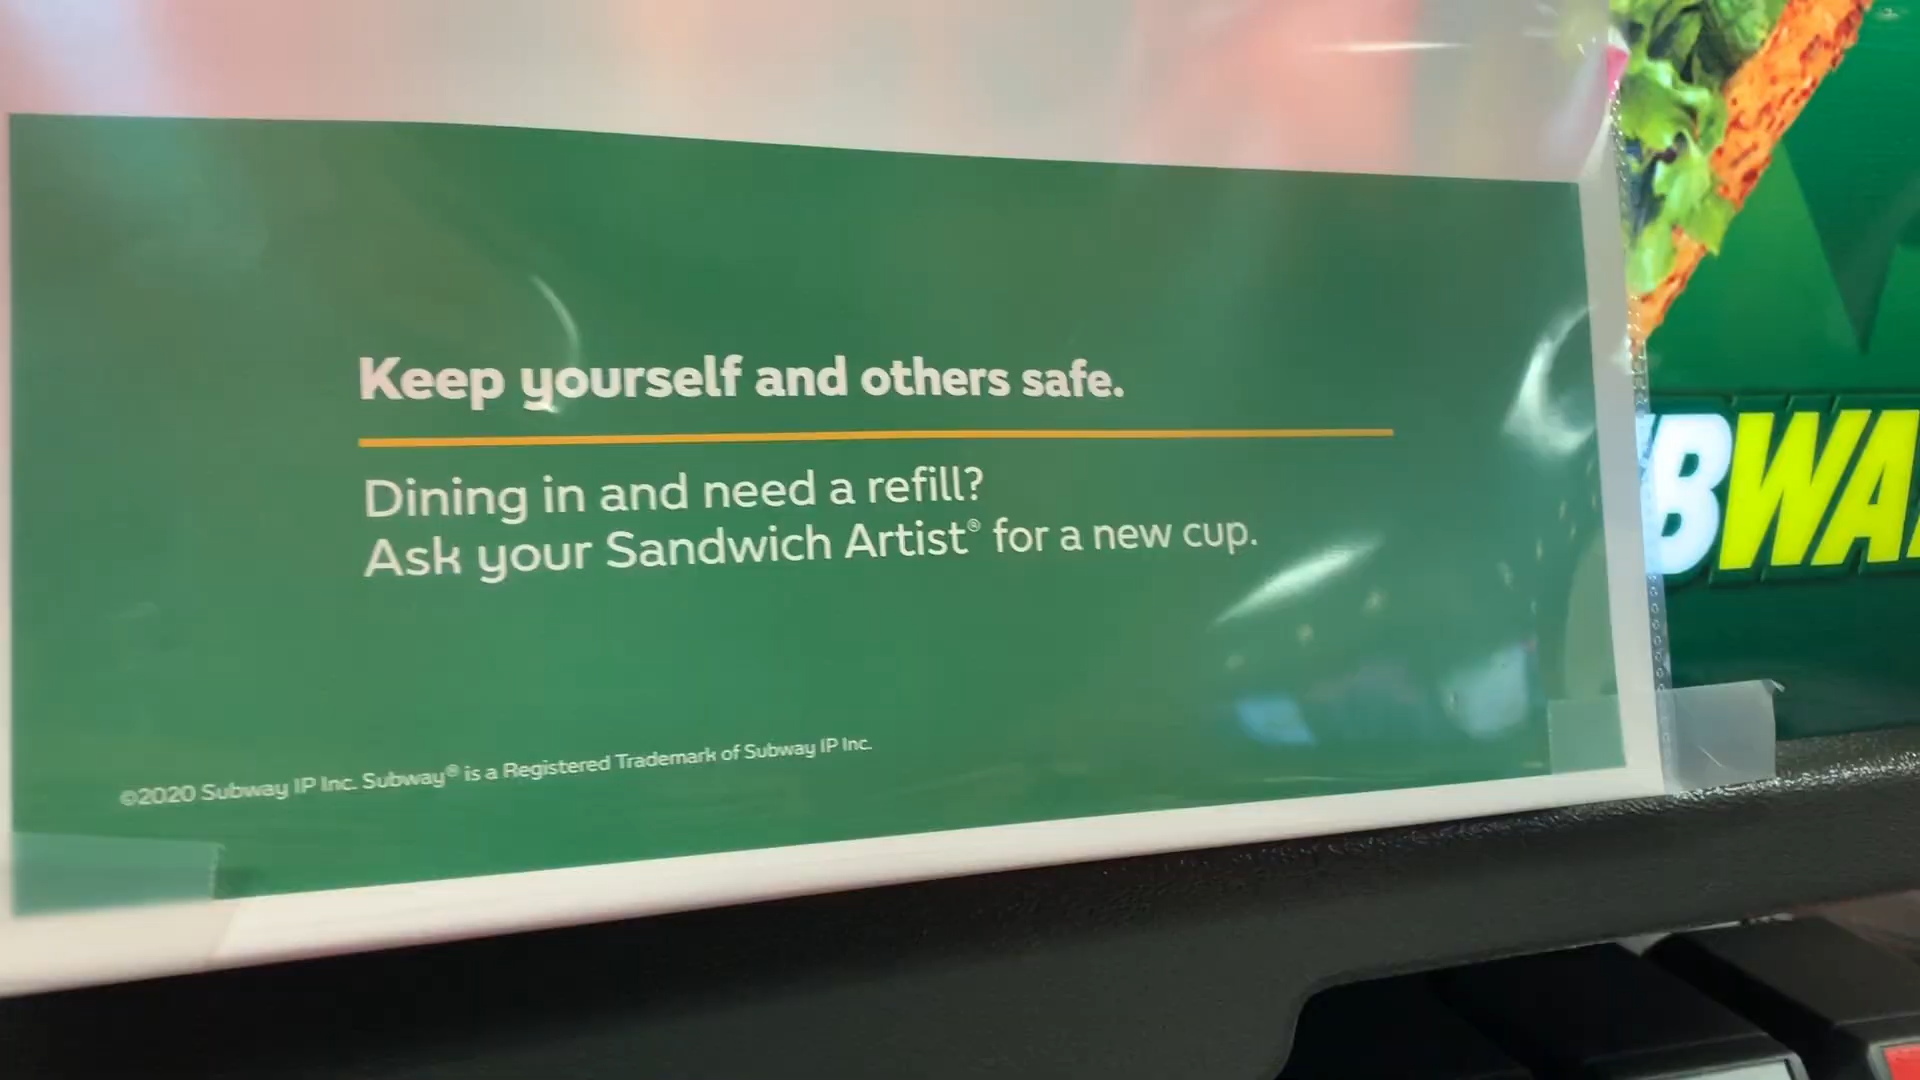 Keep yourself and others safe.
Dining in and need a refill?
Ask your Sandwich Artist® for a new cup.
©2020 Subway IP Inc. Subway® is a Registered Trademark of Subway IP Inc.
BWA